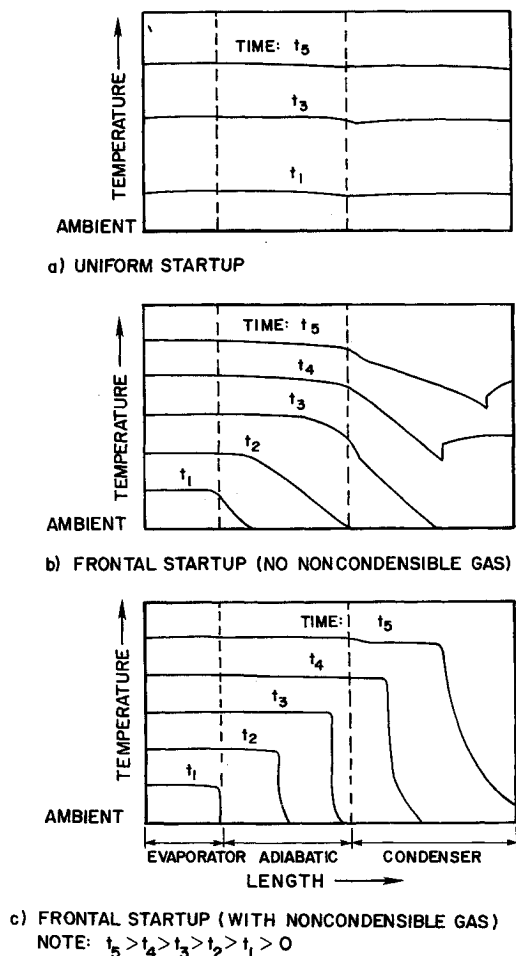 TEMPERATURE
TIME: t5
t3
t1
AMBIENT
a) UNIFORM STARTUP
TEMPERATURE
TIME: t5
t4
t3
t2
t1
AMBIENT
b) FRONTAL STARTUP (NO NONCONDENSIBLE GAS)
TEMPERATURE
TIME: t5
t4
t3
t2
t1
AMBIENT
EVAPORATOR ADIABATIC CONDENSER
LENGTH
c) FRONTAL STARTUP (WITH NONCONDENSIBLE GAS)
NOTE: t5 > t4 > t3 > t2 > t1 > 0